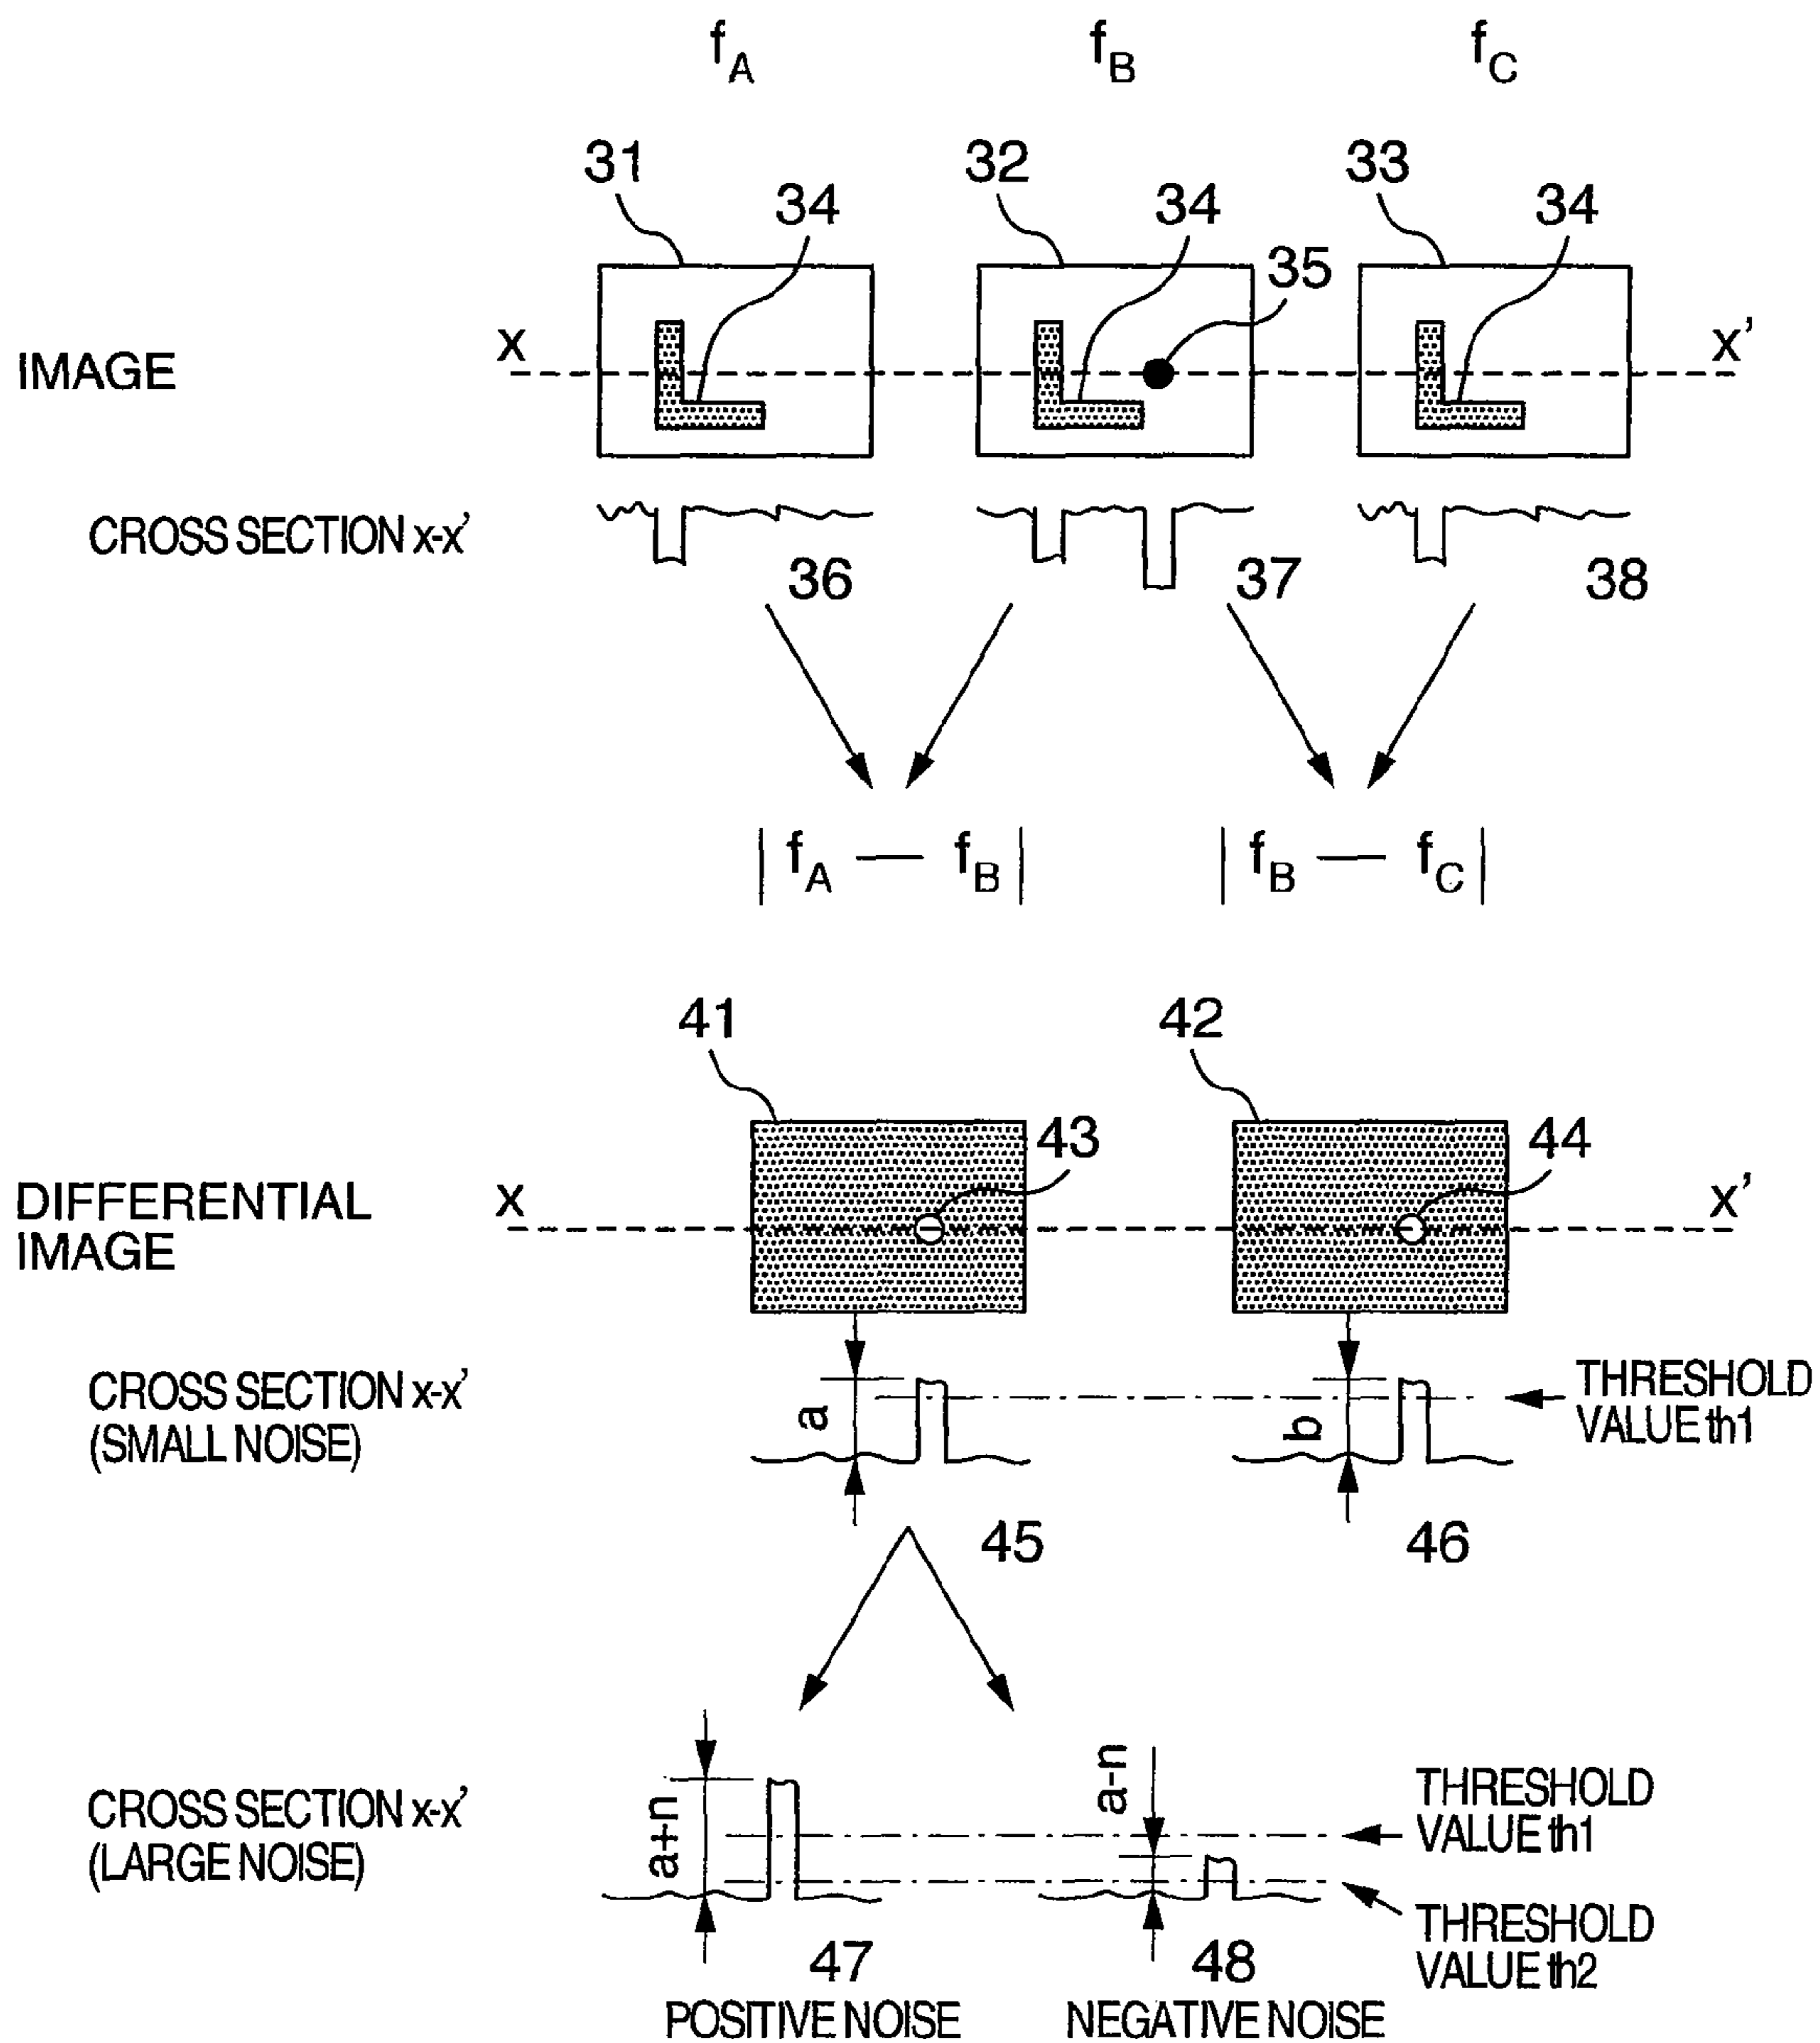 fA fB fC
31 32 33
34 34 35 34
IMAGE x x'
CROSS SECTION x-x'
36 37 38
| fA — fB | | fB — fC |
41 42
43 44
DIFFERENTIAL
IMAGE
x x'
CROSS SECTION x-x'
(SMALL NOISE)
a b
THRESHOLD
VALUE th1
45 46
CROSS SECTION x-x'
(LARGE NOISE)
a+n a-n
THRESHOLD
VALUE th1
THRESHOLD
VALUE th2
47 48
POSITIVE NOISE NEGATIVE NOISE